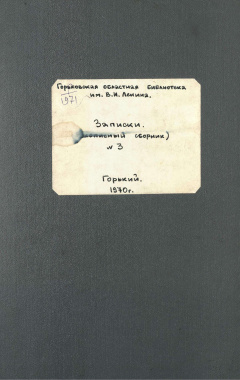 Горьковская областная библиотека
им. В.И. Ленина.
1971
Записки.
сборник)
№ 3
Горький.
1970г.